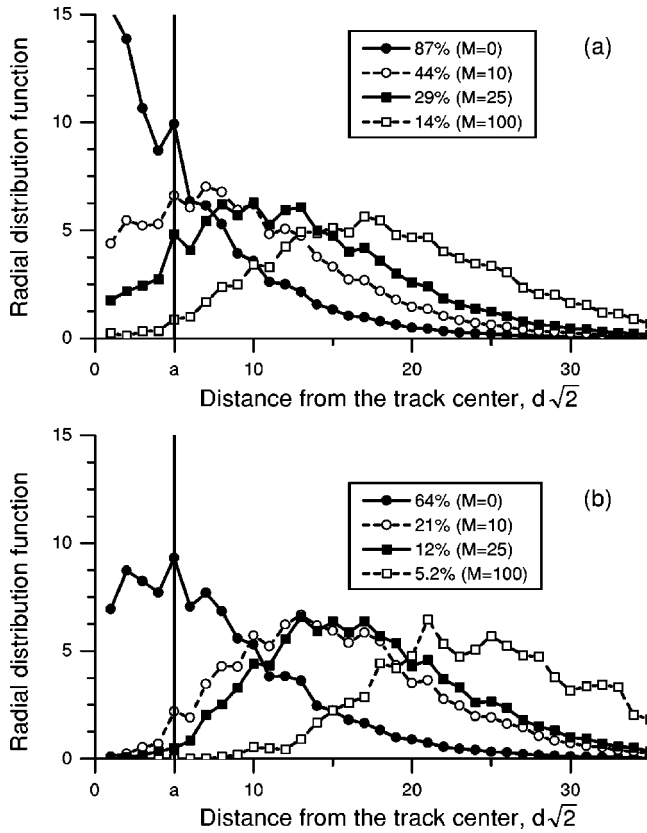 15
10
5
0
Radial distribution function
87% (M=0)
44% (M=10)
29% (M=25)
14% (M=100)
(a)
0 a 10 20 30
Distance from the track center, d√2
15
10
5
0
Radial distribution function
64% (M=0)
21% (M=10)
12% (M=25)
5.2% (M=100)
(b)
0 a 10 20 30
Distance from the track center, d√2